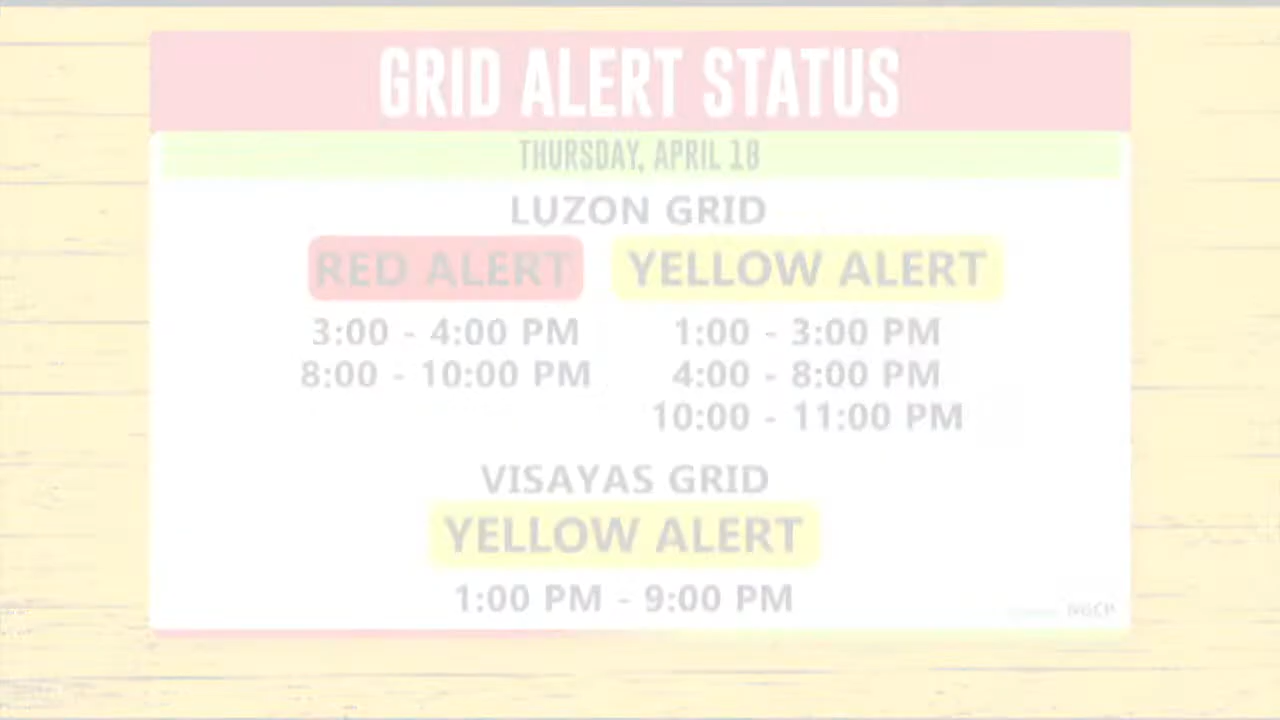 GRID ALERT STATUS
THURSDAY, APRIL 18
LUZON GRID
RED ALERT YELLOW ALERT
3:00 - 4:00 PM 1:00 - 3:00 PM
8:00 - 10:00 PM 4:00 - 8:00 PM
10:00 - 11:00 PM
VISAYAS GRID
YELLOW ALERT
1:00 PM - 9:00 PM
NGCP